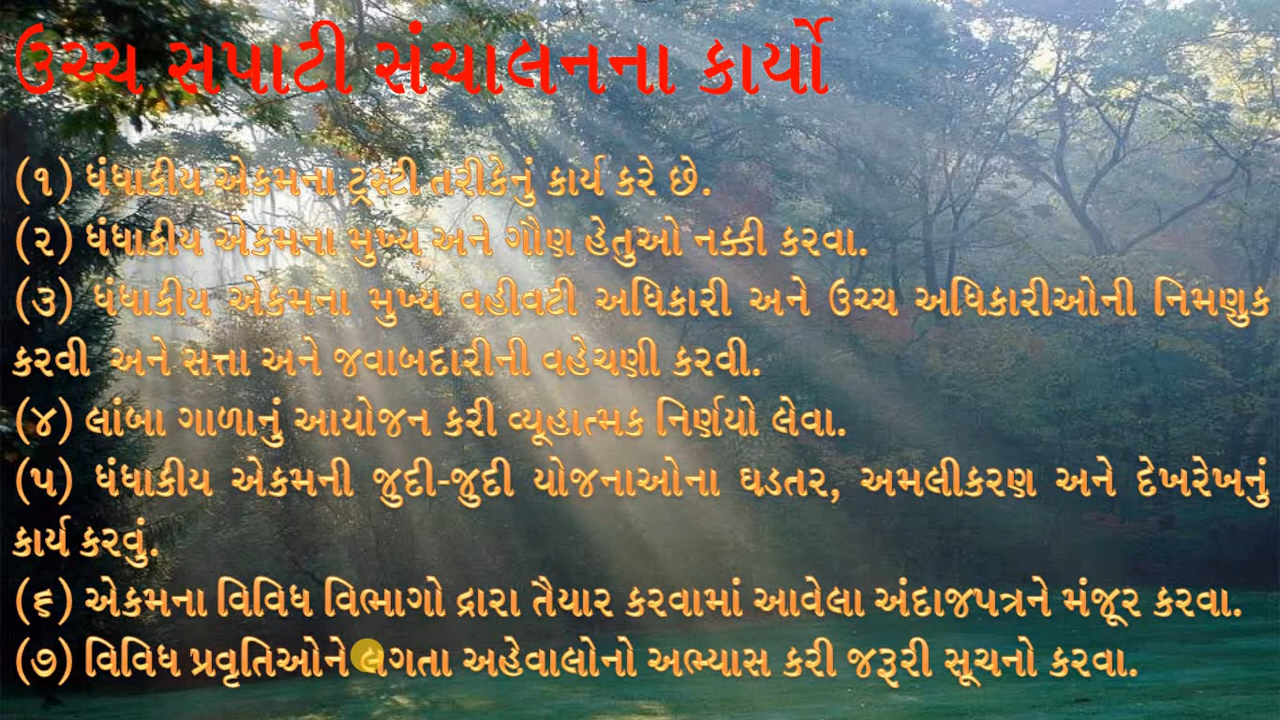 ઉચ્ચ સપાટી સંચાલનના કાર્યો
(૧) ધંધાકીય એકમના ટ્રસ્ટી તરીકેનું કાર્ય કરે છે.
(૨) ધંધાકીય એકમના મુખ્ય અને ગૌણ હેતુઓ નક્કી કરવા.
(૩) ધંધાકીય એકમના મુખ્ય વહીવટી અધિકારી અને ઉચ્ચ અધિકારીઓની નિમણુક
કરવી અને સત્તા અને જવાબદારીની વહેચણી કરવી.
(૪) લાંબા ગાળાનું આયોજન કરી વ્યૂહાત્મક નિર્ણયો લેવા.
(૫) ધંધાકીય એકમની જુદી-જુદી યોજનાઓના ઘડતર, અમલીકરણ અને દેખરેખનું
કાર્ય કરવું.
(૬) એકમના વિવિધ વિભાગો દ્રારા તૈયાર કરવામાં આવેલા અંદાજપત્રને મંજૂર કરવા.
(૭) વિવિધ પ્રવૃતિઓને લગતા અહેવાલોનો અભ્યાસ કરી જરૂરી સૂચનો કરવા.